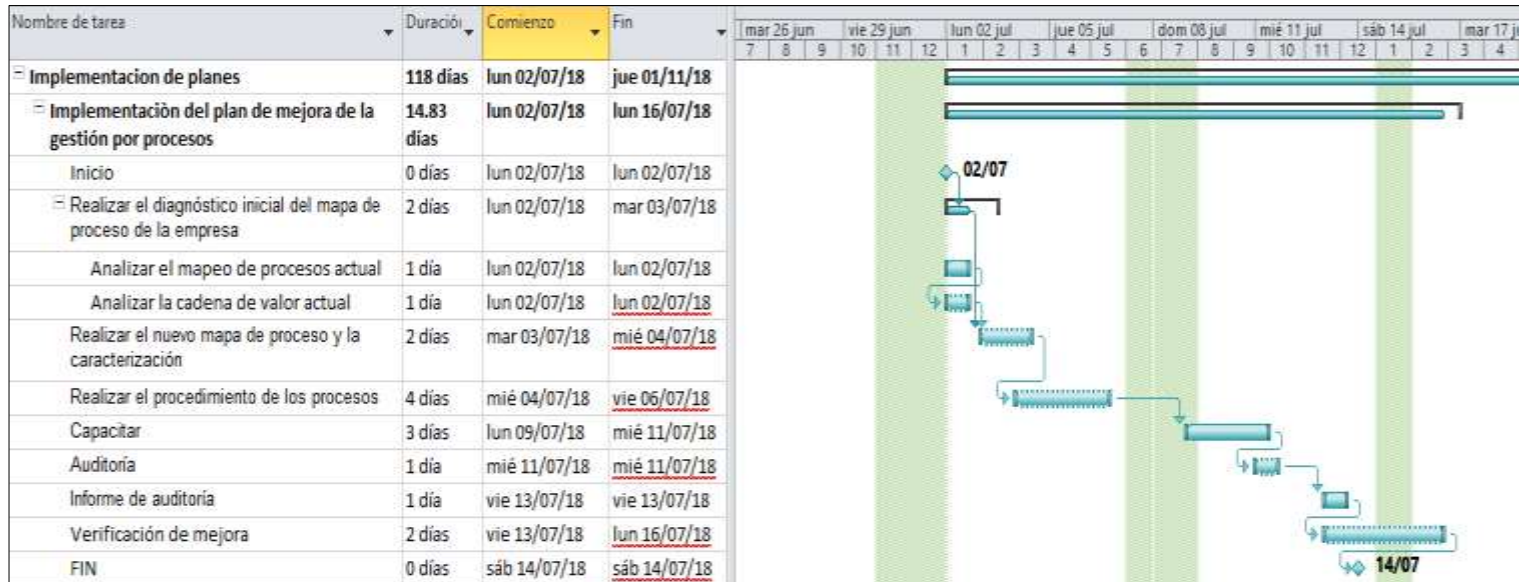 Nombre de tarea Duració Comienzo Fin
mar 26 jun vie 29 jun lun 02 jul jue 05 jul dom 08 jul mié 11 jul sáb 14 jul mar 17 j
7 8 9 10 11 12 1 2 3 4 5 6 7 8 9 10 11 12 1 2 3 4
Implementacion de planes 118 días lun 02/07/18 jue 01/11/18
Implementaciòn del plan de mejora de la 14.83 lun 02/07/18 lun 16/07/18
gestión por procesos días
Inicio 0 días lun 02/07/18 lun 02/07/18 02/07
Realizar el diagnóstico inicial del mapa de 2 días lun 02/07/18 mar 03/07/18
proceso de la empresa
Analizar el mapeo de procesos actual 1 día lun 02/07/18 lun 02/07/18
Analizar la cadena de valor actual 1 día lun 02/07/18 lun 02/07/18
Realizar el nuevo mapa de proceso y la 2 días mar 03/07/18 mié 04/07/18
caracterización
Realizar el procedimiento de los procesos 4 días mié 04/07/18 vie 06/07/18
Capacitar 3 días lun 09/07/18 mié 11/07/18
Auditoría 1 día mié 11/07/18 mié 11/07/18
Informe de auditoría 1 día vie 13/07/18 vie 13/07/18
Verificación de mejora 2 días vie 13/07/18 lun 16/07/18
FIN 0 días sáb 14/07/18 sáb 14/07/18 14/07